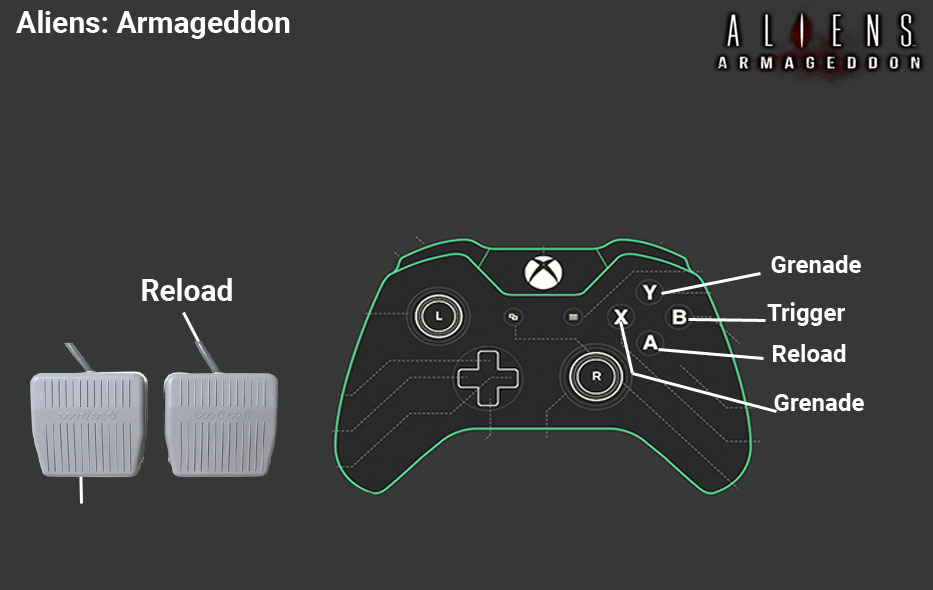 Aliens: Armageddon
ALIENS
ARMAGEDDON
Reload
Grenade
Trigger
Reload
Grenade
Y
X
B
A
L
R